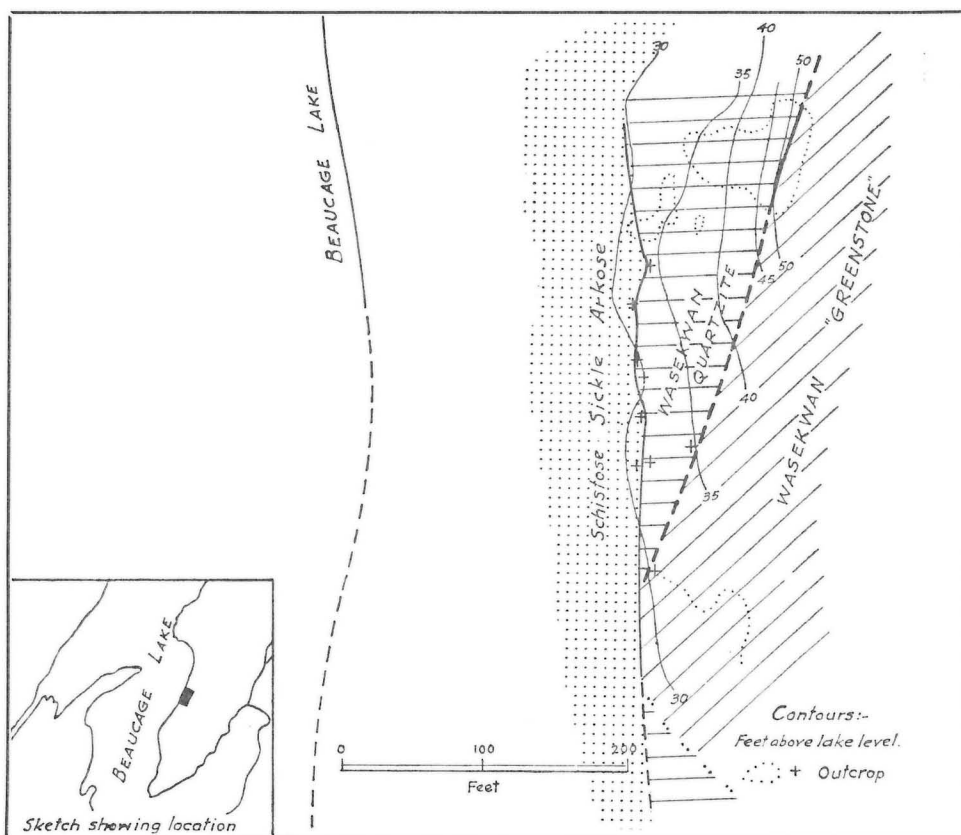 30
40
35
50
BEAUCAGE LAKE
Schistose Sickle Arkose
WASEKWAN
QUARTZITE
"GREENSTONE"
WASEKWAN
45
50
40
35
30
BEAUCAGE LAKE
Sketch showing location
0 100 200
Feet
Contours:-
Feet above lake level.
+ Outcrop